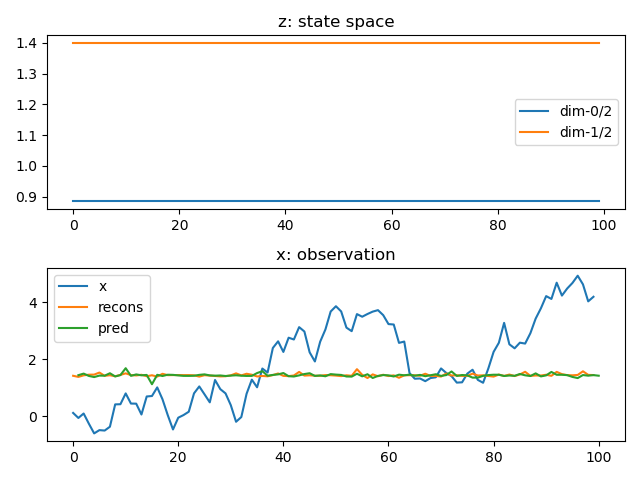 z: state space
1.4
1.3
1.2
1.1
1.0
0.9
dim-0/2
dim-1/2
0 20 40 60 80 100
x: observation
x
recons
pred
4
2
0
0 20 40 60 80 100